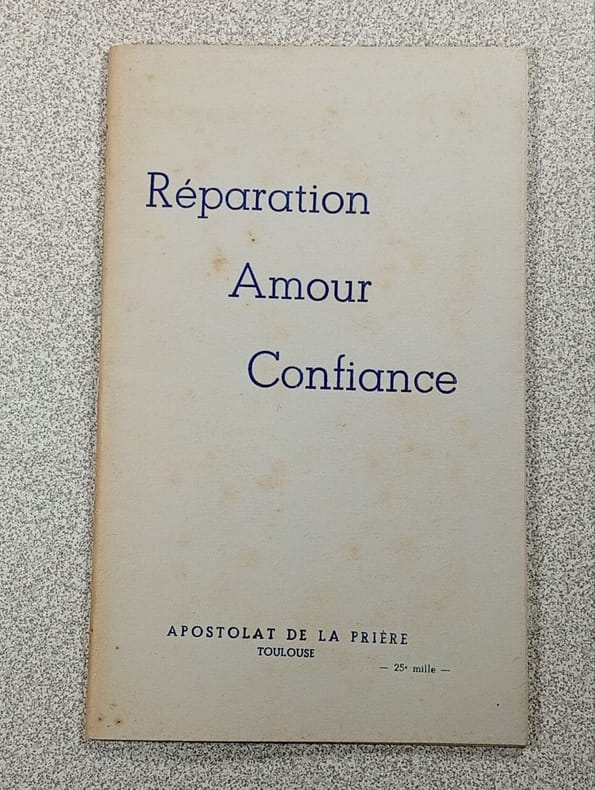 Réparation
Amour
Confiance
APOSTOLAT DE LA PRIÈRE
TOULOUSE
— 25ᵉ mille —